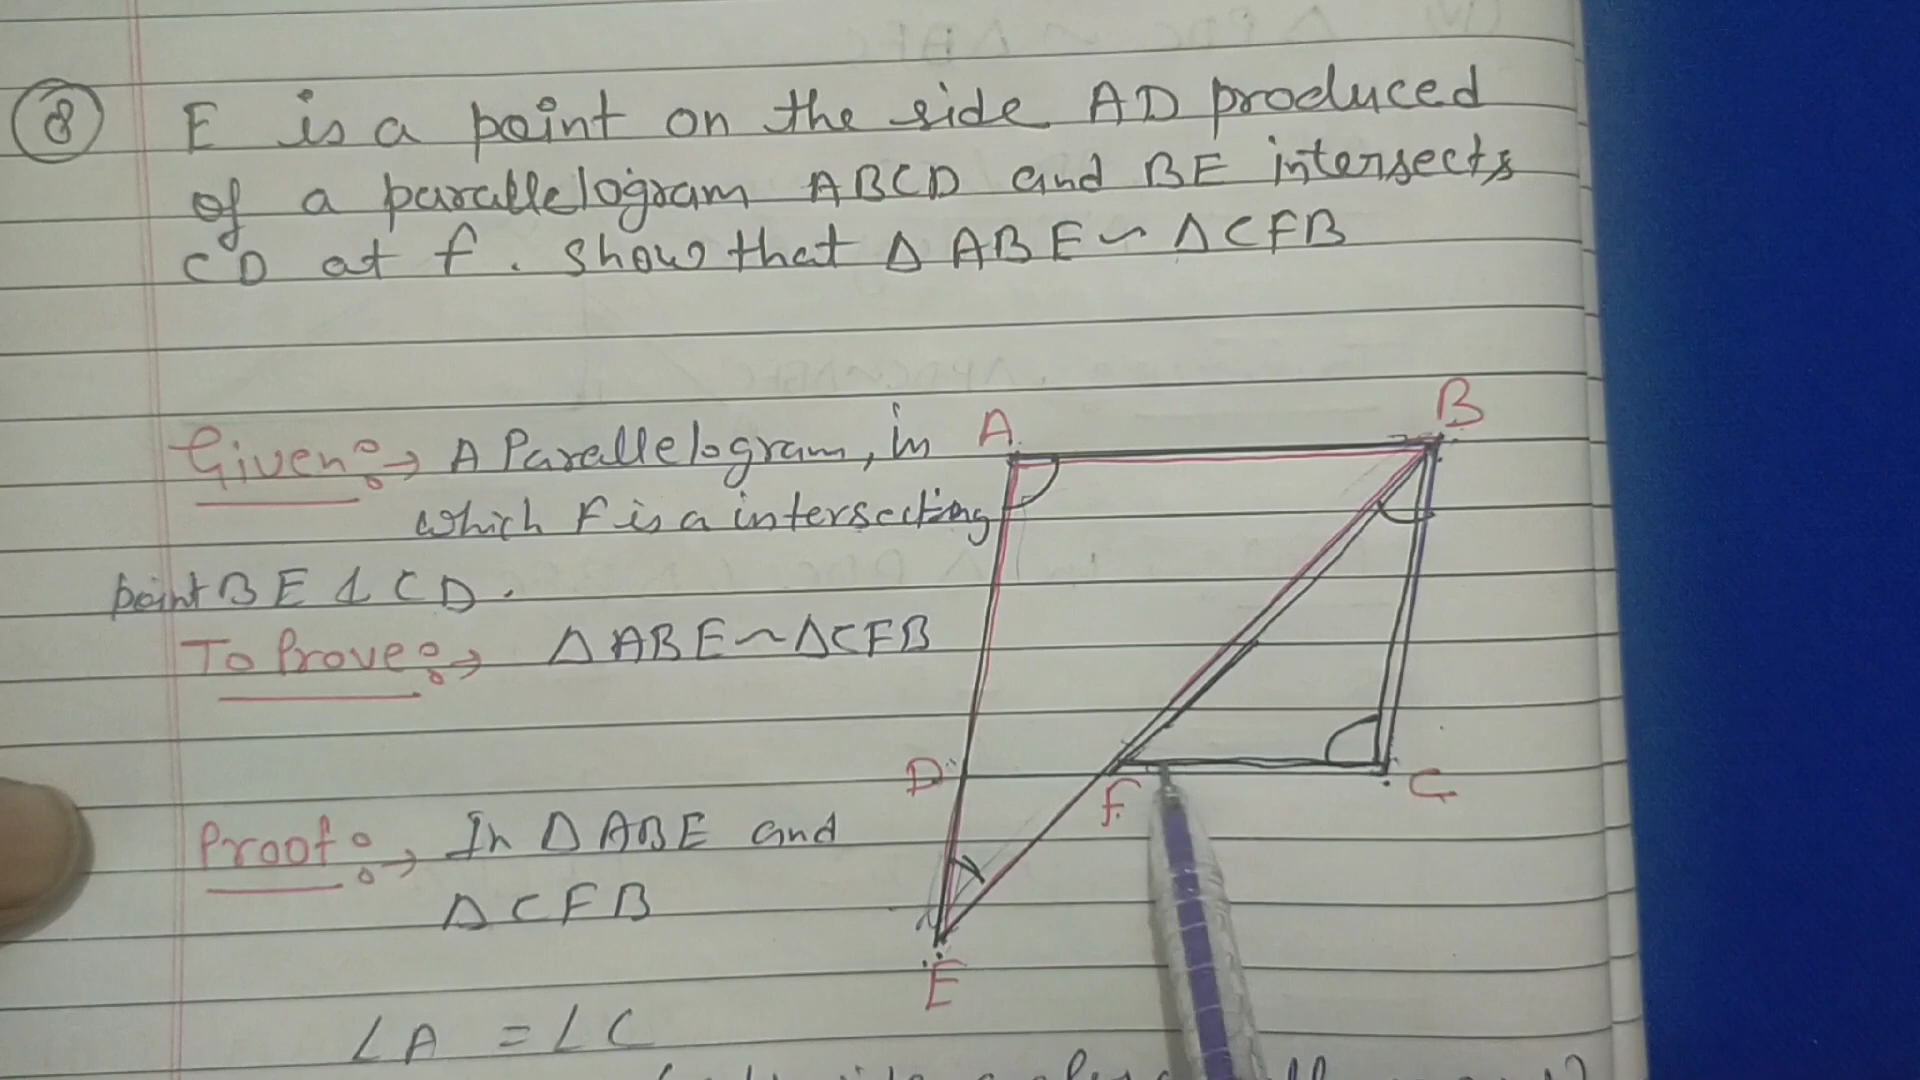 8 E is a point on the side AD produced
of a parallelogram ABCD and BE intersects
CD at f. show that Δ ABE ~ Δ CFB
Given:→ A Parallelogram, in
which F is a intersecting
point BE & CD.
To Prove:→ Δ ABE ~ Δ CFB
Proof:→ In Δ ABE and
Δ CFB
∠A = ∠C
A
B
D
f
C
E